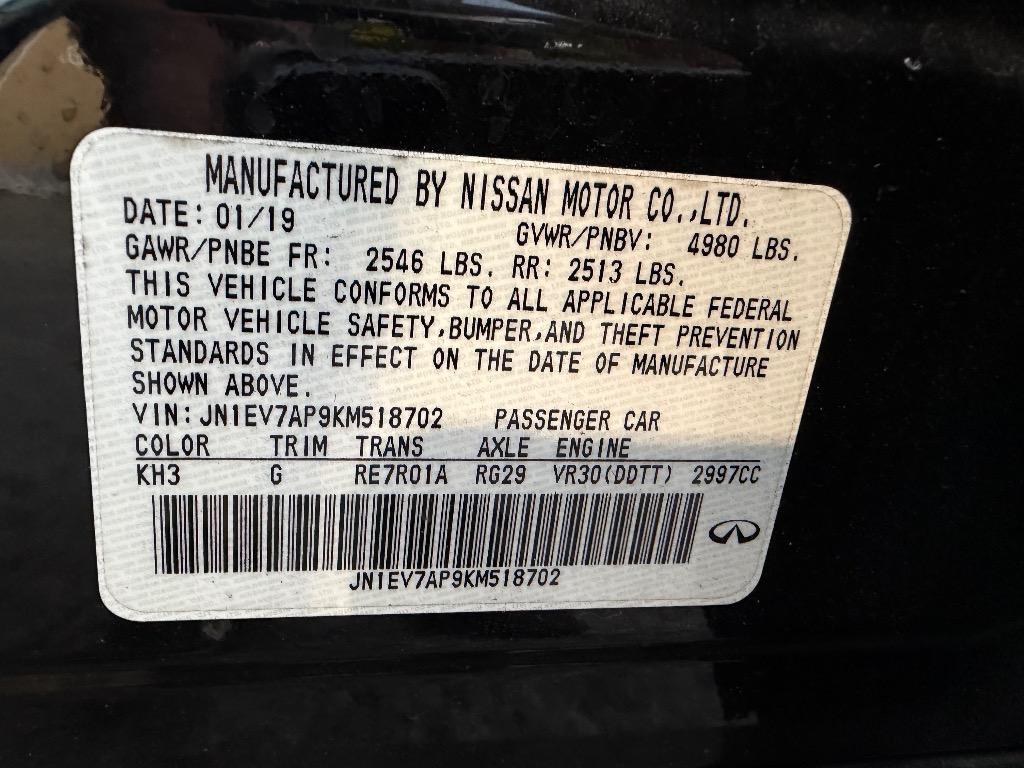 MANUFACTURED BY NISSAN MOTOR CO.,LTD.
DATE: 01/19 GVWR/PNBV: 4980 LBS.
GAWR/PNBE FR: 2546 LBS. RR: 2513 LBS.
THIS VEHICLE CONFORMS TO ALL APPLICABLE FEDERAL
MOTOR VEHICLE SAFETY,BUMPER,AND THEFT PREVENTION
STANDARDS IN EFFECT ON THE DATE OF MANUFACTURE
SHOWN ABOVE.
VIN:JN1EV7AP9KM518702 PASSENGER CAR
COLOR TRIM TRANS AXLE ENGINE
KH3 G RE7R01A RG29 VR30(DDTT) 2997CC
JN1EV7AP9KM518702